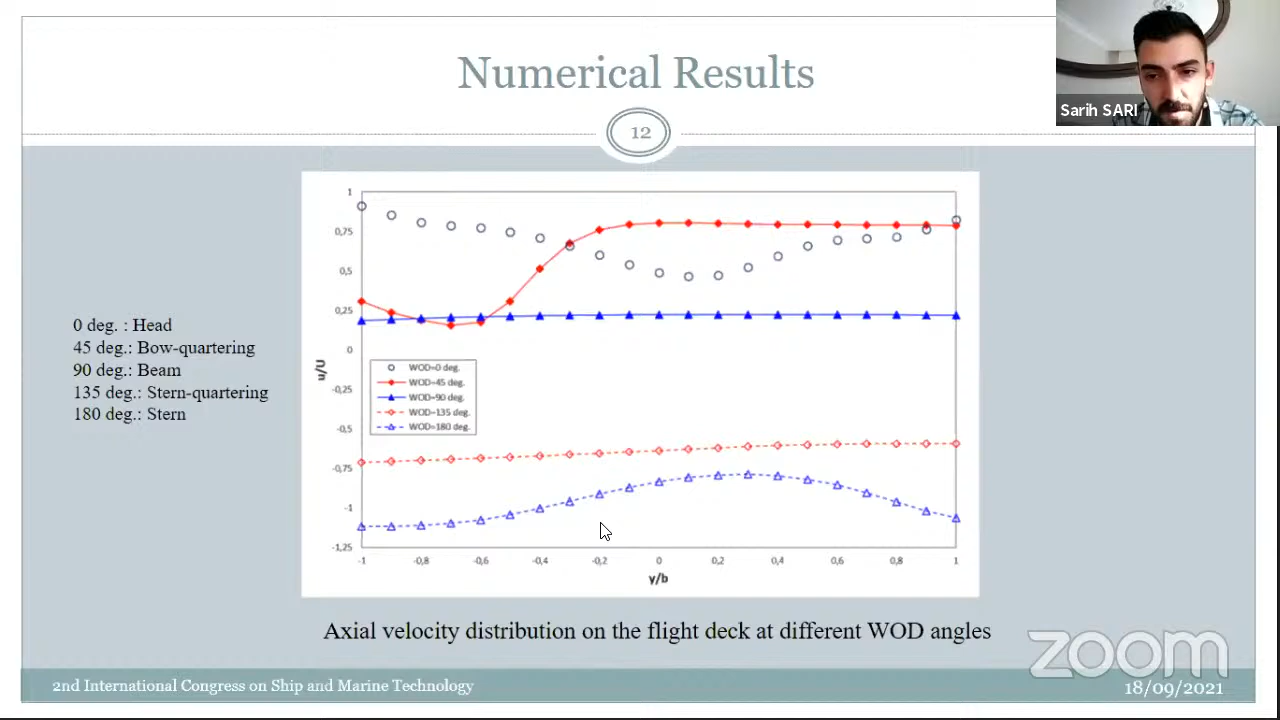 Numerical Results
Sarih SARI
12
1
0,75
0,5
0,25
0
-0,25
-0,5
-0,75
-1
-1,25
u/U
WOD=0 deg.
WOD=45 deg.
WOD=90 deg.
WOD=135 deg.
WOD=180 deg.
-1 -0,8 -0,6 -0,4 -0,2 0 0,2 0,4 0,6 0,8 1
y/b
0 deg. : Head
45 deg.: Bow-quartering
90 deg.: Beam
135 deg.: Stern-quartering
180 deg.: Stern
Axial velocity distribution on the flight deck at different WOD angles
zoom
2nd International Congress on Ship and Marine Technology
18/09/2021